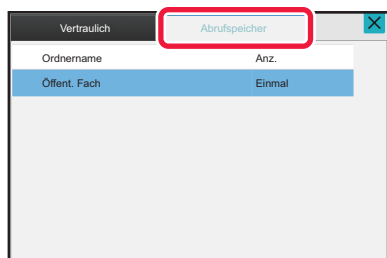 Vertraulich Abrufspeicher
Ordnername Anz.
Öffent. Fach Einmal